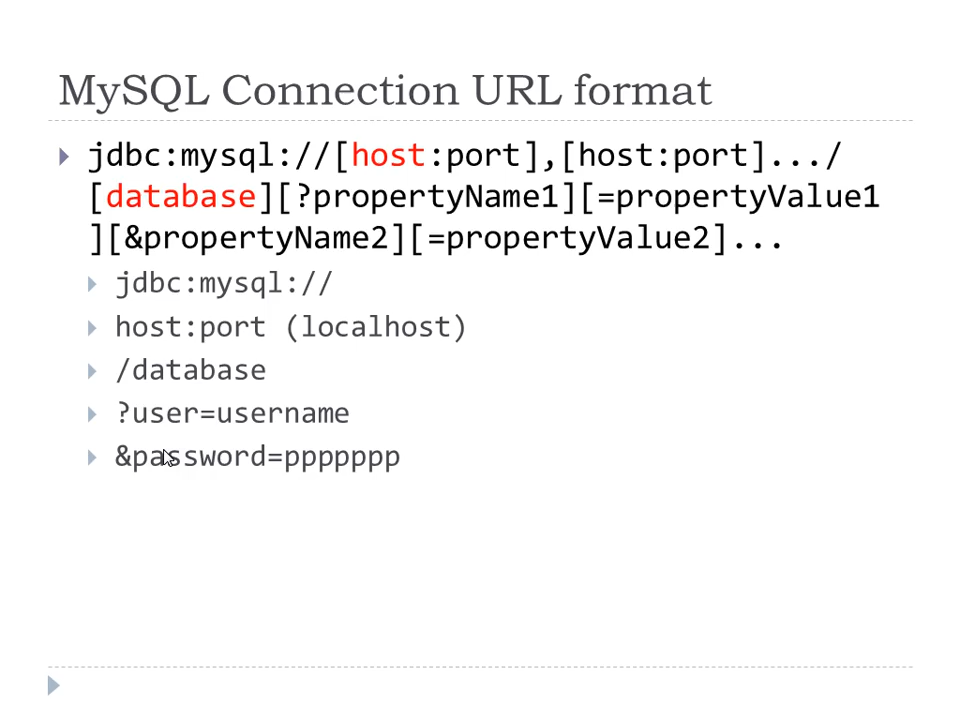 MySQL Connection URL format
jdbc:mysql://[host:port],[host:port].../
[database][?propertyName1][=propertyValue1
][&propertyName2][=propertyValue2]...
jdbc:mysql://
host:port (localhost)
/database
?user=username
&password=ppppppp